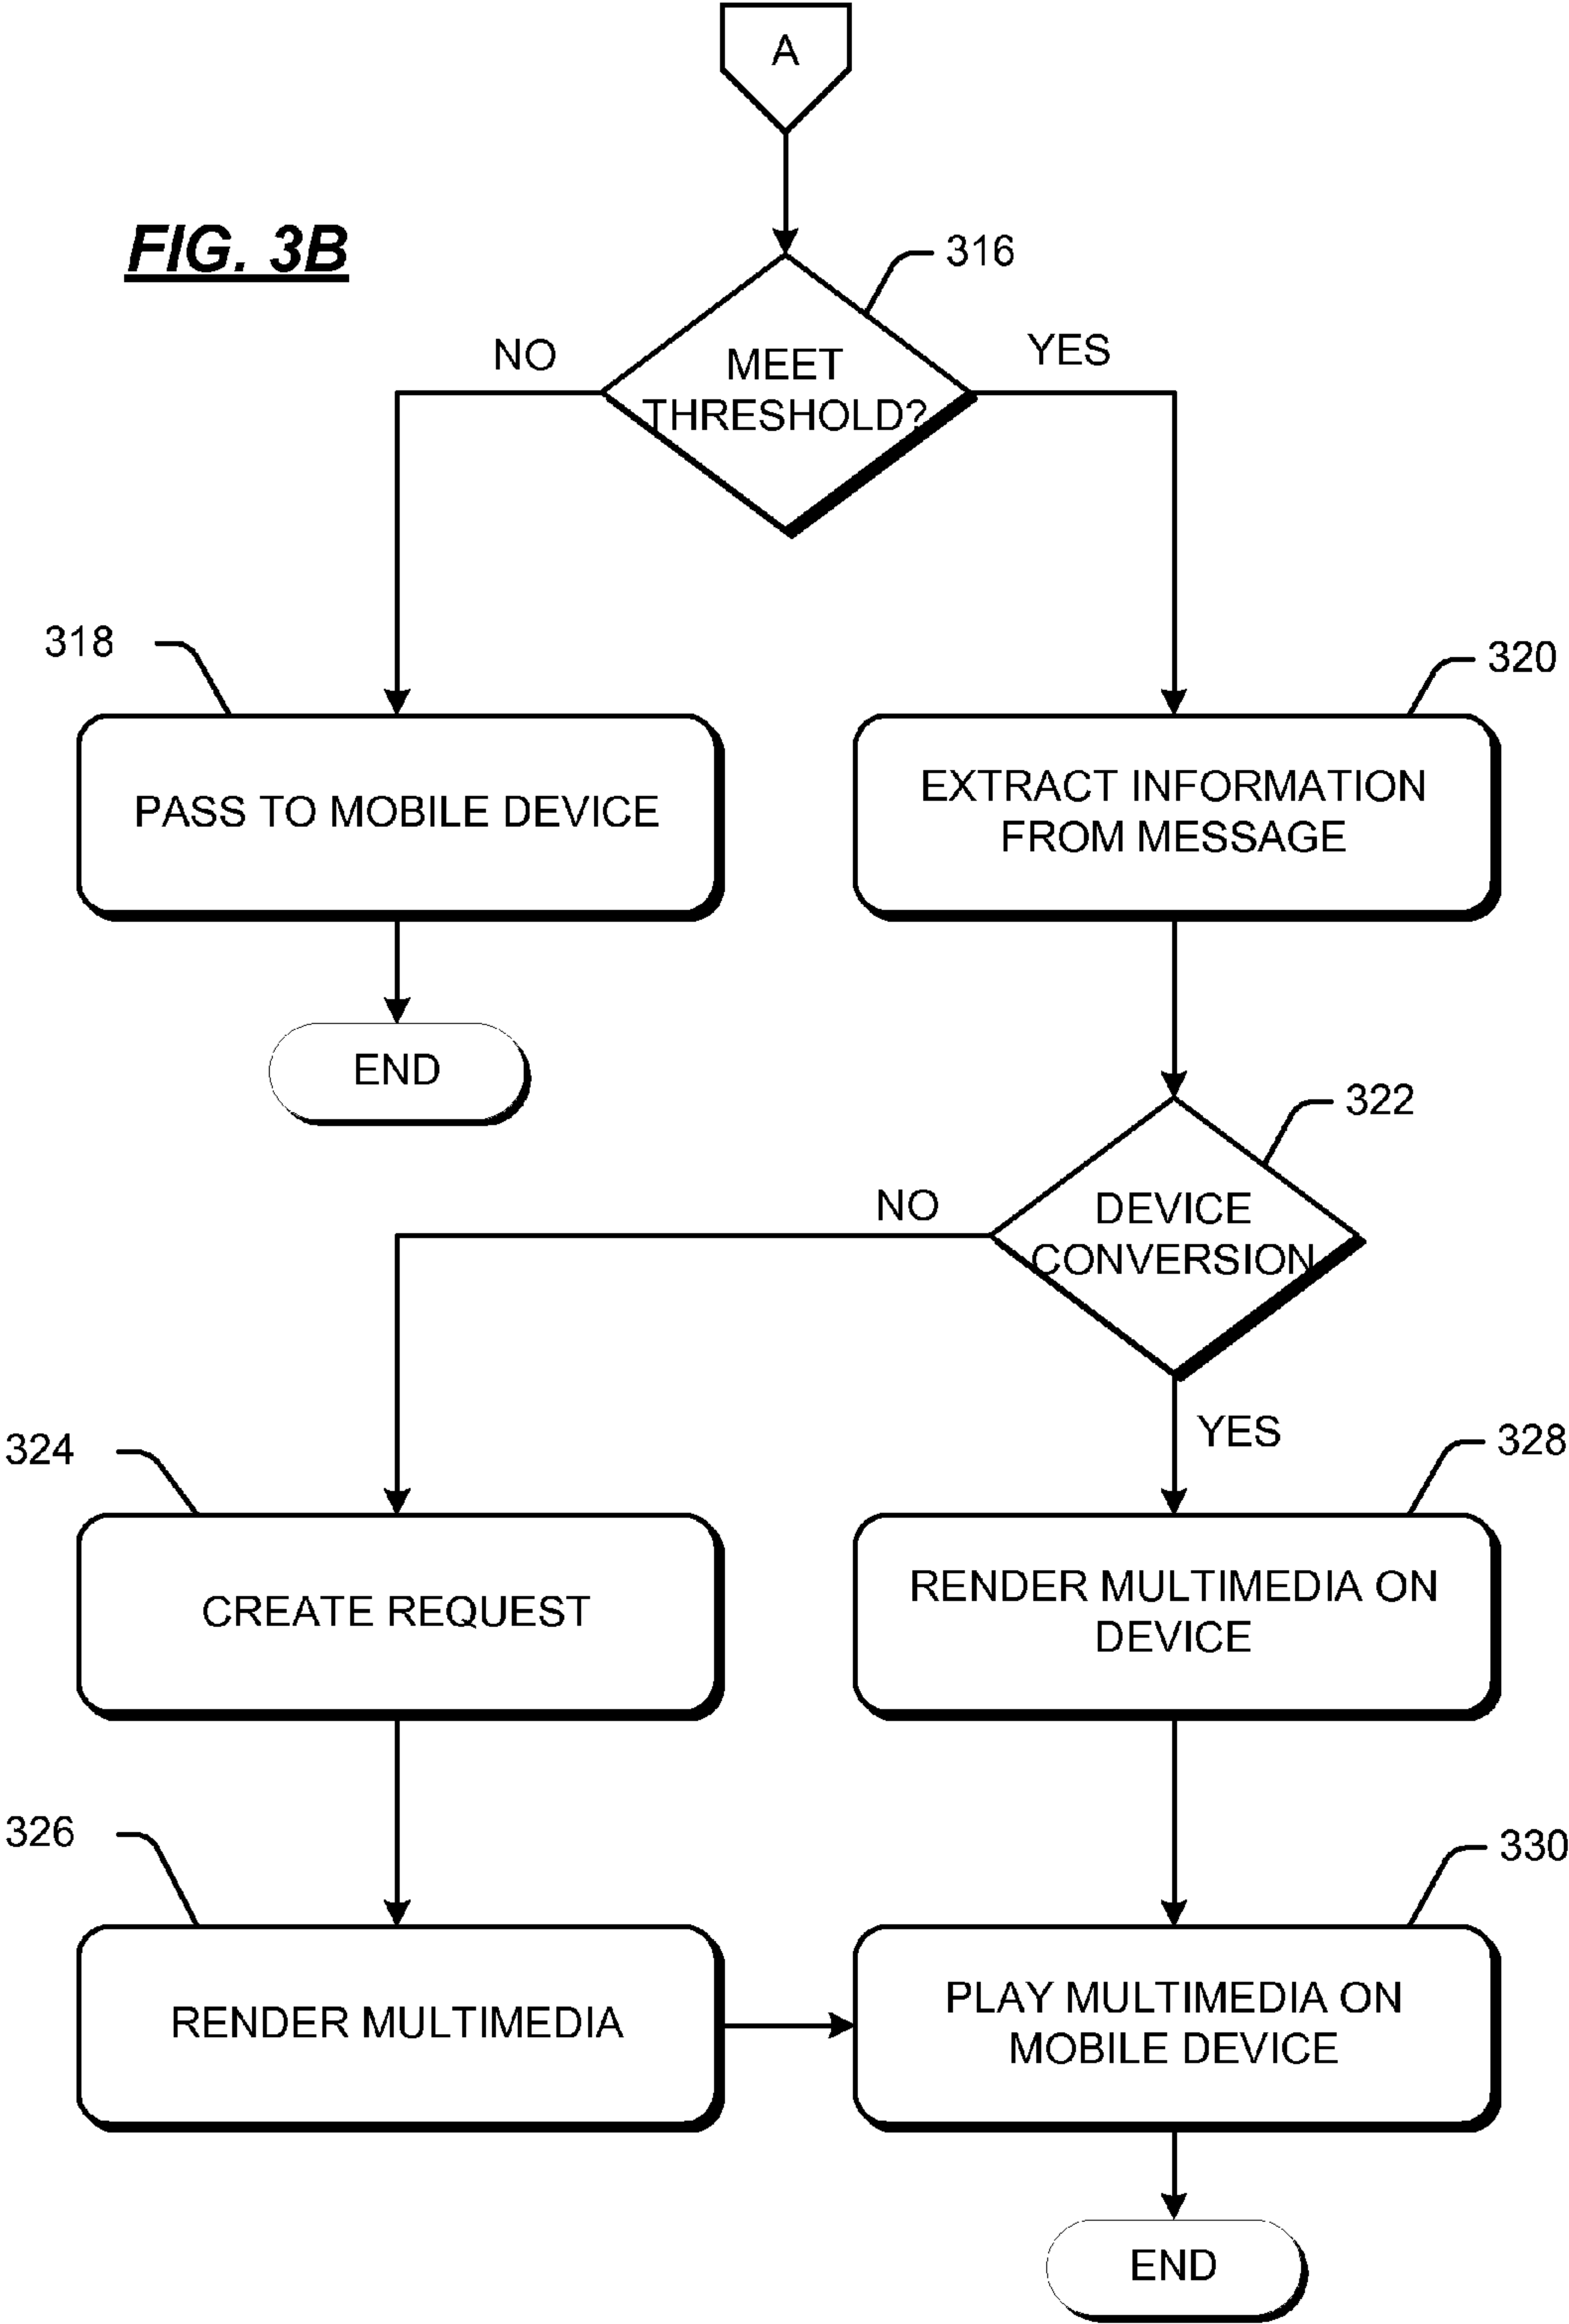 A
FIG. 3B
316
NO
YES
MEET
THRESHOLD?
318
320
PASS TO MOBILE DEVICE
EXTRACT INFORMATION
FROM MESSAGE
END
322
NO
DEVICE
CONVERSION
YES
324
328
CREATE REQUEST
RENDER MULTIMEDIA ON
DEVICE
326
330
RENDER MULTIMEDIA
PLAY MULTIMEDIA ON
MOBILE DEVICE
END